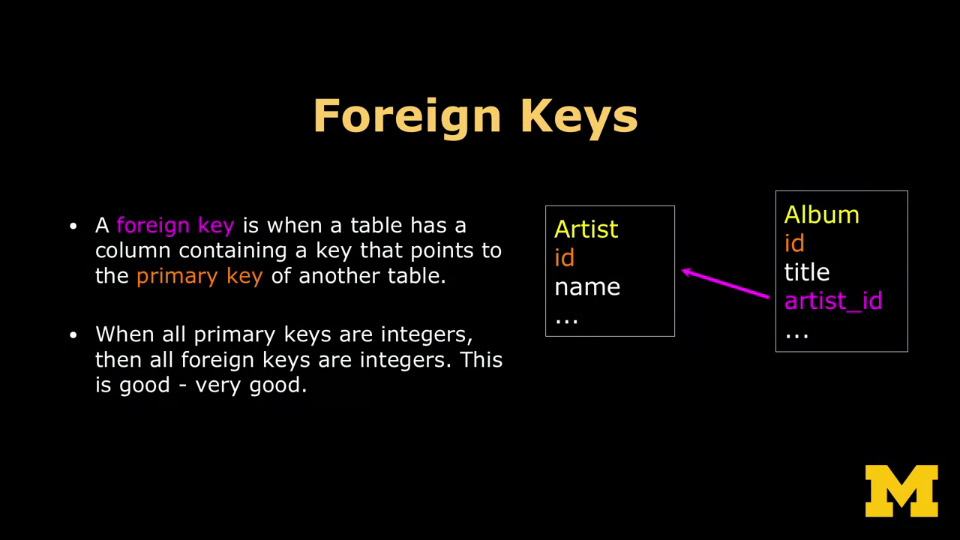 Foreign Keys
• A foreign key is when a table has a
column containing a key that points to
the primary key of another table.
• When all primary keys are integers,
then all foreign keys are integers. This
is good - very good.
Artist
id
name
...
Album
id
title
artist_id
...
M